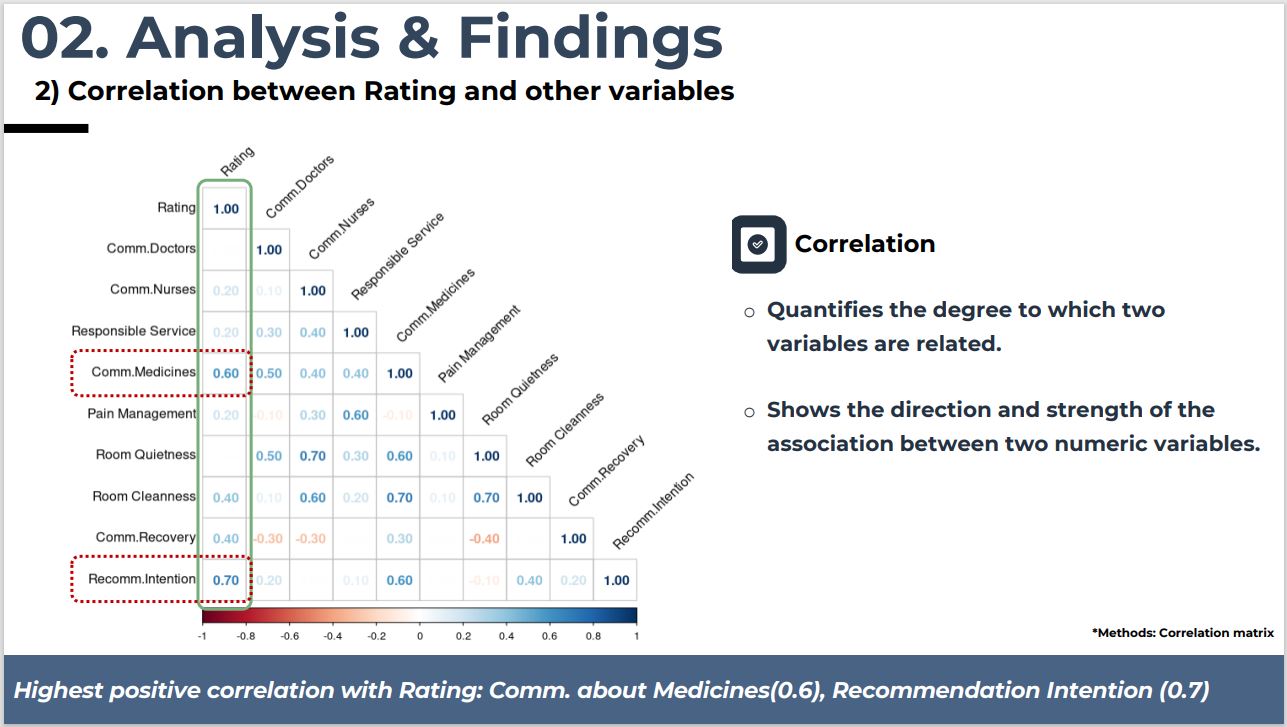 02. Analysis & Findings
2) Correlation between Rating and other variables
Rating
Comm.Doctors
Comm.Nurses
Responsible Service
Comm.Medicines
Pain Management
Room Quietness
Room Cleanness
Comm.Recovery
Recomm.Intention
Rating 1.00
Comm.Doctors 1.00
Comm.Nurses 0.20 0.10 1.00
Responsible Service 0.20 0.30 0.40 1.00
Comm.Medicines 0.60 0.50 0.40 0.40 1.00
Pain Management 0.20 -0.10 0.30 0.60 -0.10 1.00
Room Quietness 0.50 0.70 0.30 0.60 0.10 1.00
Room Cleanness 0.40 0.10 0.60 0.20 0.70 0.10 0.70 1.00
Comm.Recovery 0.40 -0.30 -0.30 0.30 -0.40 1.00
Recomm.Intention 0.70 0.20 0.10 0.60 -0.10 0.40 0.20 1.00
-1 -0.8 -0.6 -0.4 -0.2 0 0.2 0.4 0.6 0.8 1
Correlation
Quantifies the degree to which two
variables are related.
Shows the direction and strength of the
association between two numeric variables.
*Methods: Correlation matrix
Highest positive correlation with Rating: Comm. about Medicines(0.6), Recommendation Intention (0.7)